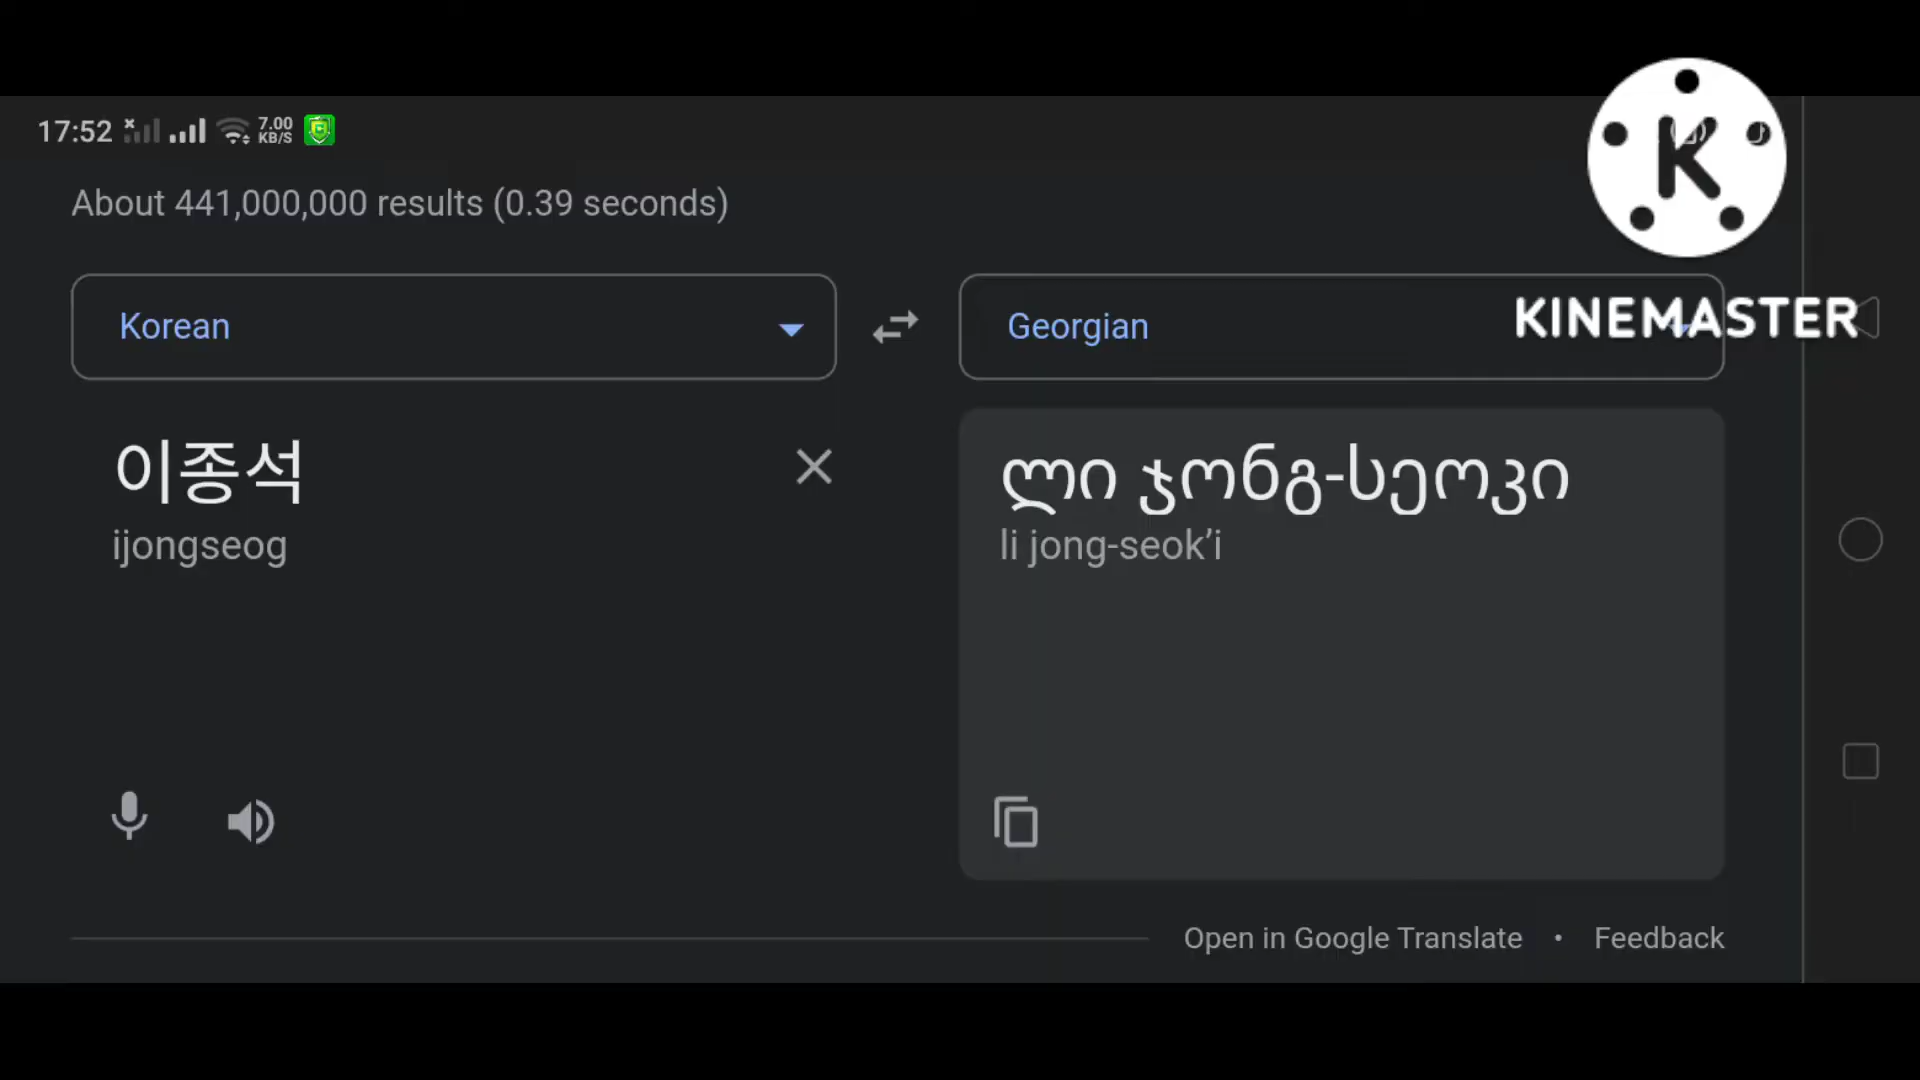 17:52 7.00 KB/S
About 441,000,000 results (0.39 seconds)
Korean
Georgian
KINEMASTER
이종석
ijongseog
ლი ჯონგ-სეოკი
li jong-seok’i
Open in Google Translate • Feedback